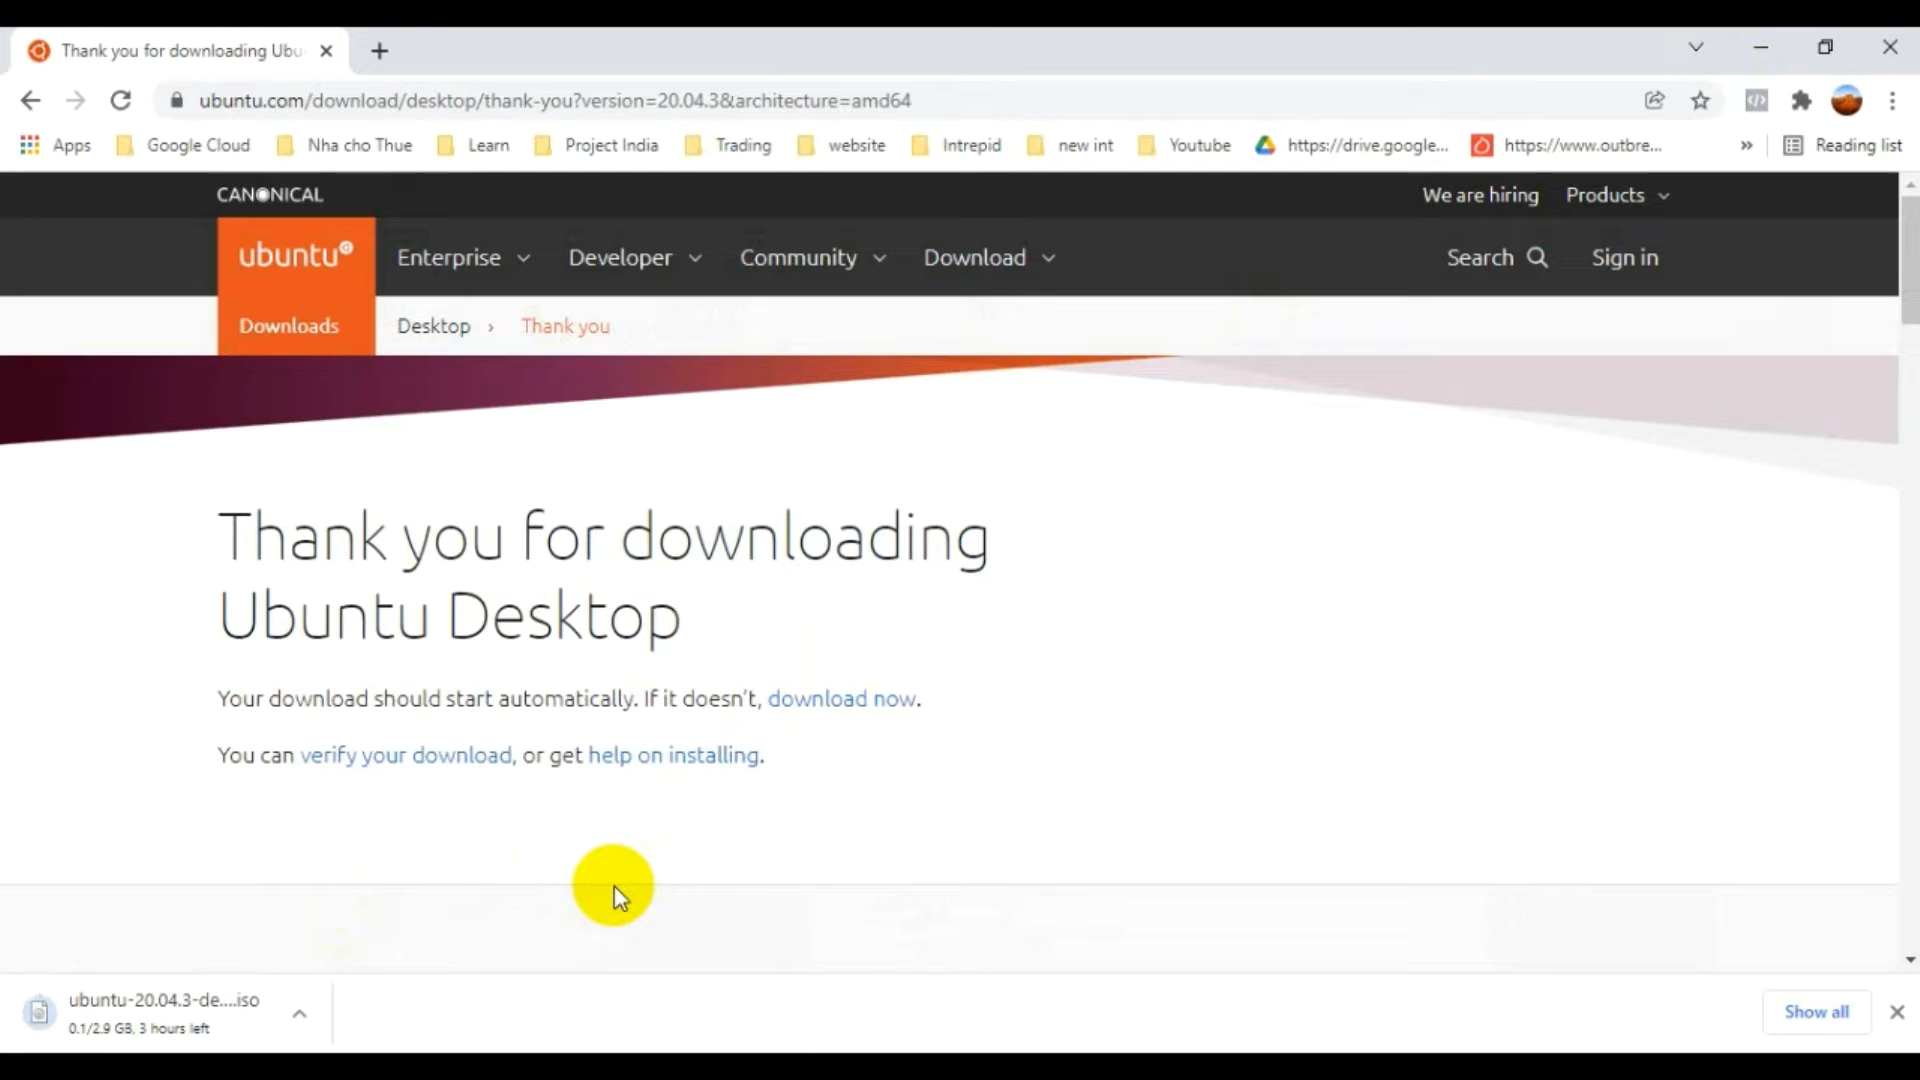 Thank you for downloading Ubu
ubuntu.com/download/desktop/thank-you?version=20.04.3&architecture=amd64
Apps Google Cloud Nha cho Thue Learn Project India Trading website Intrepid new int Youtube https://drive.google... https://www.outbre... » Reading list
CANONICAL We are hiring Products
ubuntu Enterprise Developer Community Download Search Sign in
Downloads Desktop › Thank you
Thank you for downloading
Ubuntu Desktop
Your download should start automatically. If it doesn't, download now.
You can verify your download, or get help on installing.
ubuntu-20.04.3-de....iso
0.1/2.9 GB, 3 hours left
Show all